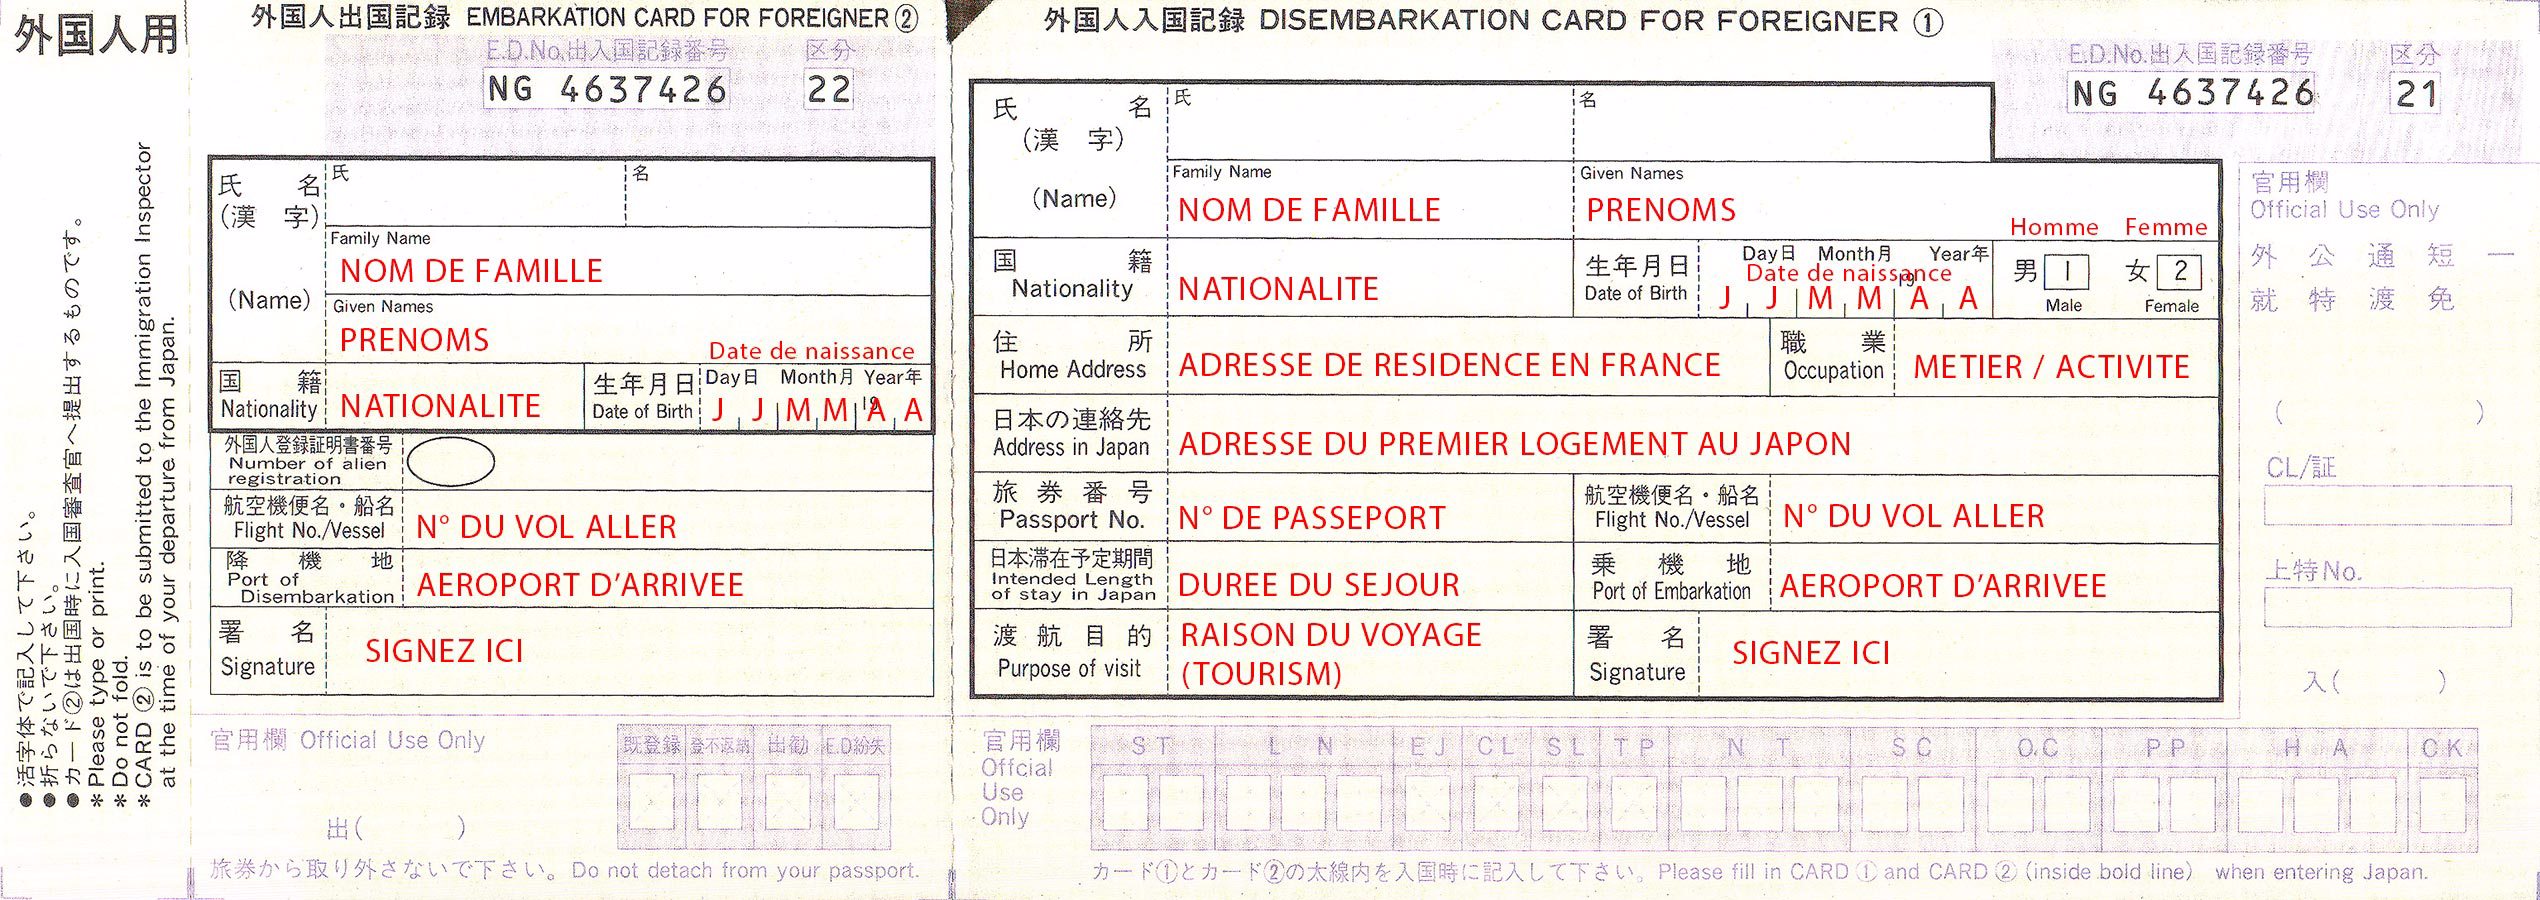 外国人用
●活字体で記入して下さい。
●折らないで下さい。
●カード②は出国時に入国審査官へ提出するものです。
*Please type or print.
*Do not fold.
*CARD ② is to be submitted to the Immigration Inspector
at the time of your departure from Japan.
外国人出国記録 EMBARKATION CARD FOR FOREIGNER②
E.D.No.出入国記録番号 区分
NG 4637426 22
氏 名
(漢 字)
(Name)
氏 名
Family Name
NOM DE FAMILLE
Given Names
PRENOMS
Date de naissance
国 籍
Nationality
NATIONALITE
生年月日
Date of Birth
Day日 Month月 Year年
19
J J M M A A
外国人登録証明書番号
Number of alien
registration
航空機便名・船名
Flight No./Vessel
N° DU VOL ALLER
降 機 地
Port of
Disembarkation
AEROPORT D'ARRIVEE
署 名
Signature
SIGNEZ ICI
官用欄 Official Use Only
既登録 登不返納 出勧 E.D紛失
出( )
旅券から取り外さないで下さい。Do not detach from your passport.
外国人入国記録 DISEMBARKATION CARD FOR FOREIGNER ①
E.D.No.出入国記録番号 区分
NG 4637426 21
氏 名
(漢 字)
(Name)
氏 名
Family Name
NOM DE FAMILLE
Given Names
PRENOMS
Homme Femme
国 籍
Nationality
NATIONALITE
生年月日
Date of Birth
Day日 Month月 Year年
Date de naissance
19
J J M M A A
男 1 女 2
Male Female
住 所
Home Address
ADRESSE DE RESIDENCE EN FRANCE
職 業
Occupation
METIER / ACTIVITE
日本の連絡先
Address in Japan
ADRESSE DU PREMIER LOGEMENT AU JAPON
旅 券 番 号
Passport No.
N° DE PASSEPORT
航空機便名・船名
Flight No./Vessel
N° DU VOL ALLER
日本滞在予定期間
Intended Length
of stay in Japan
DUREE DU SEJOUR
乗 機 地
Port of Embarkation
AEROPORT D'ARRIVEE
渡 航 目 的
Purpose of visit
RAISON DU VOYAGE
(TOURISM)
署 名
Signature
SIGNEZ ICI
官用欄
Official Use Only
外 公 通 短 一
就 特 渡 免
( )
CL/証
上特No.
入( )
官用欄
Offcial
Use
Only
ST LN EJ CL SL TP NT SC O.C PP HA CK
カード①とカード②の太線内を入国時に記入して下さい。Please fill in CARD ① and CARD ② (inside bold line) when entering Japan.